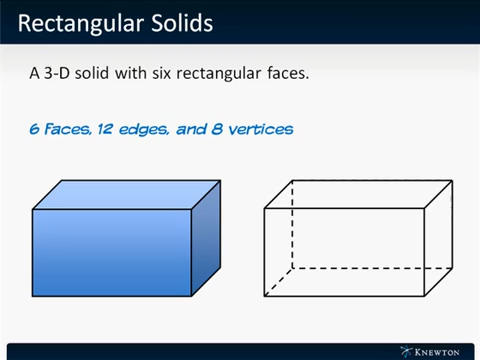 Rectangular Solids
A 3-D solid with six rectangular faces.
6 Faces, 12 edges, and 8 vertices
KNEWTON